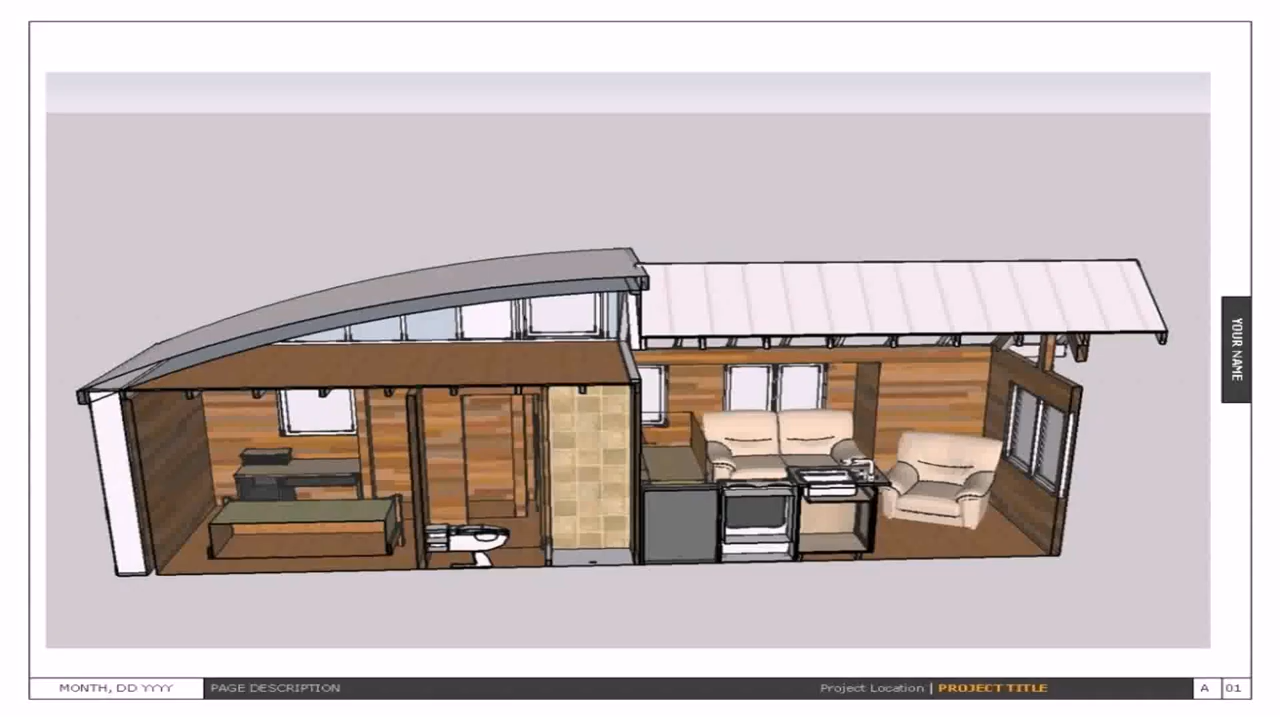 YOUR NAME
MONTH, DD YYYY
PAGE DESCRIPTION
Project Location | PROJECT TITLE
A
01